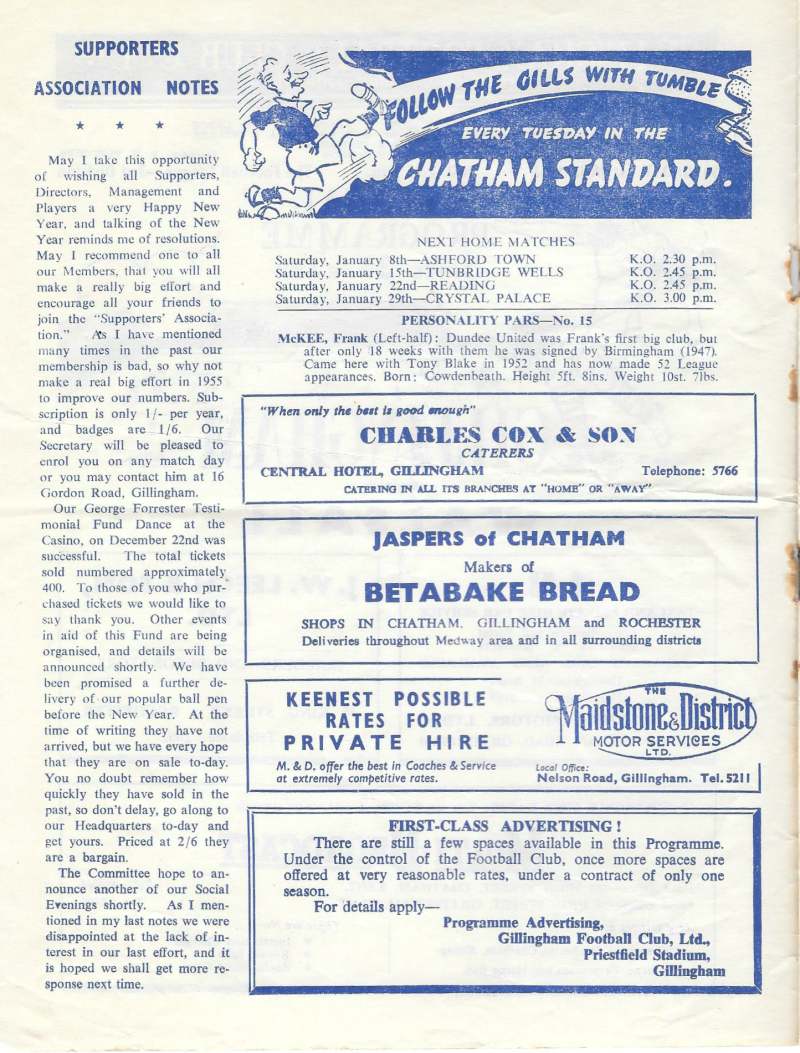 SUPPORTERS
ASSOCIATION NOTES
★ ★ ★
May I take this opportunity
of wishing all Supporters,
Directors, Management and
Players a very Happy New
Year, and talking of the New
Year reminds me of resolutions.
May I recommend one to all
our Members, that you will all
make a really big effort and
encourage all your friends to
join the "Supporters' Associa-
tion." As I have mentioned
many times in the past our
membership is bad, so why not
make a real big effort in 1955
to improve our numbers. Sub-
scription is only 1/- per year,
and badges are 1/6. Our
Secretary will be pleased to
enrol you on any match day
or you may contact him at 16
Gordon Road, Gillingham.
Our George Forrester Testi-
monial Fund Dance at the
Casino, on December 22nd was
successful. The total tickets
sold numbered approximately
400. To those of you who pur-
chased tickets we would like to
say thank you. Other events
in aid of this Fund are being
organised, and details will be
announced shortly. We have
been promised a further de-
livery of our popular ball pen
before the New Year. At the
time of writing they have not
arrived, but we have every hope
that they are on sale to-day.
You no doubt remember how
quickly they have sold in the
past, so don't delay, go along to
our Headquarters to-day and
get yours. Priced at 2/6 they
are a bargain.
The Committee hope to an-
nounce another of our Social
Evenings shortly. As I men-
tioned in my last notes we were
disappointed at the lack of in-
terest in our last effort, and it
is hoped we shall get more re-
sponse next time.
FOLLOW THE GILLS WITH TUMBLE
EVERY TUESDAY IN THE
CHATHAM STANDARD.
NEXT HOME MATCHES
Saturday, January 8th—ASHFORD TOWN K.O. 2.30 p.m.
Saturday, January 15th—TUNBRIDGE WELLS K.O. 2.45 p.m.
Saturday, January 22nd—READING K.O. 2.45 p.m.
Saturday, January 29th—CRYSTAL PALACE K.O. 3.00 p.m.
PERSONALITY PARS—No. 15
McKEE, Frank (Left-half): Dundee United was Frank's first big club, but
after only 18 weeks with them he was signed by Birmingham (1947).
Came here with Tony Blake in 1952 and has now made 52 League
appearances. Born: Cowdenbeath. Height 5ft. 8ins. Weight 10st. 7lbs.
"When only the best is good enough"
CHARLES COX & SON
CATERERS
CENTRAL HOTEL, GILLINGHAM Telephone: 5766
CATERING IN ALL ITS BRANCHES AT "HOME" OR "AWAY"
JASPERS of CHATHAM
Makers of
BETABAKE BREAD
SHOPS IN CHATHAM, GILLINGHAM and ROCHESTER
Deliveries throughout Medway area and in all surrounding districts
KEENEST POSSIBLE
RATES FOR
PRIVATE HIRE
M. & D. offer the best in Coaches & Service
at extremely competitive rates.
THE
Maidstone & District
MOTOR SERVICES
LTD.
Local Office:
Nelson Road, Gillingham. Tel. 5211
FIRST-CLASS ADVERTISING!
There are still a few spaces available in this Programme.
Under the control of the Football Club, once more spaces are
offered at very reasonable rates, under a contract of only one
season.
For details apply—
Programme Advertising,
Gillingham Football Club, Ltd.,
Priestfield Stadium,
Gillingham